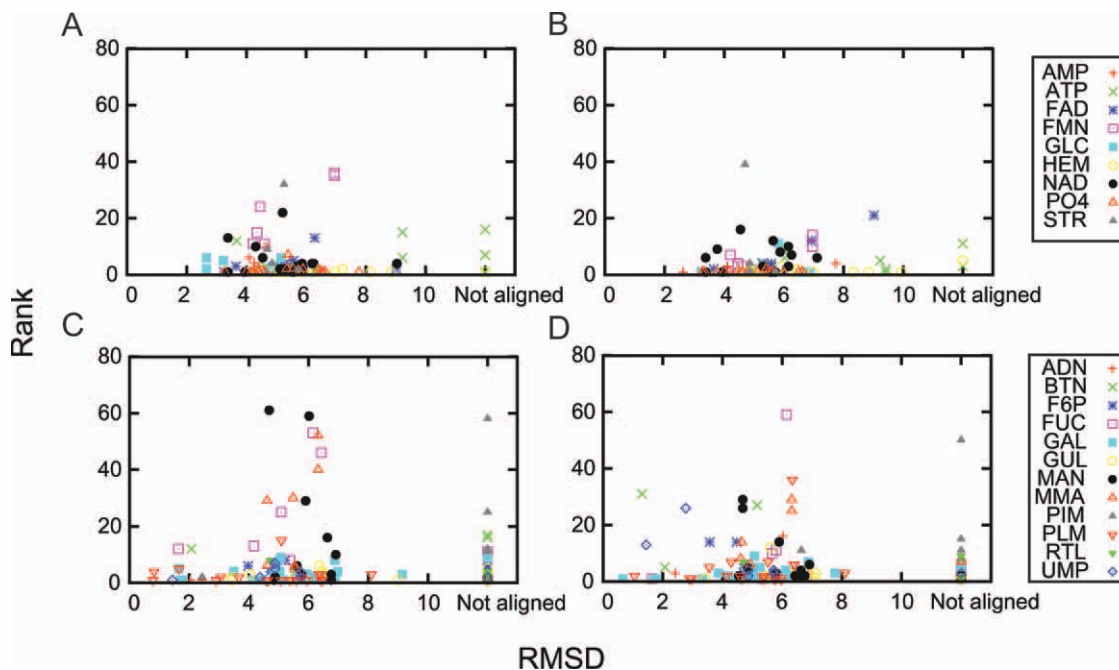 A
B
80
60
40
20
0
0 2 4 6 8 10 Not aligned
80
60
40
20
0
0 2 4 6 8 10 Not aligned
AMP
ATP
FAD
FMN
GLC
HEM
NAD
PO4
STR
Rank
C
D
80
60
40
20
0
0 2 4 6 8 10 Not aligned
80
60
40
20
0
0 2 4 6 8 10 Not aligned
ADN
BTN
F6P
FUC
GAL
GUL
MAN
MMA
PIM
PLM
RTL
UMP
RMSD